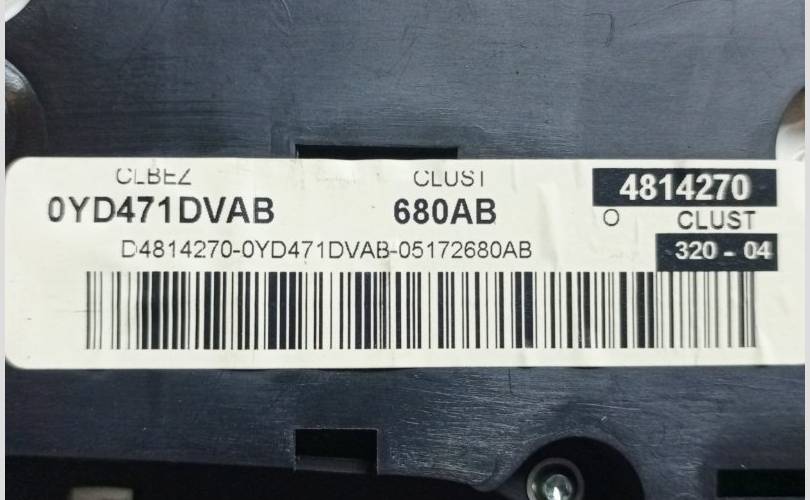 CLBEZ CLUST 4814270
0YD471DVAB 680AB O CLUST
D4814270-0YD471DVAB-05172680AB 320 - 04